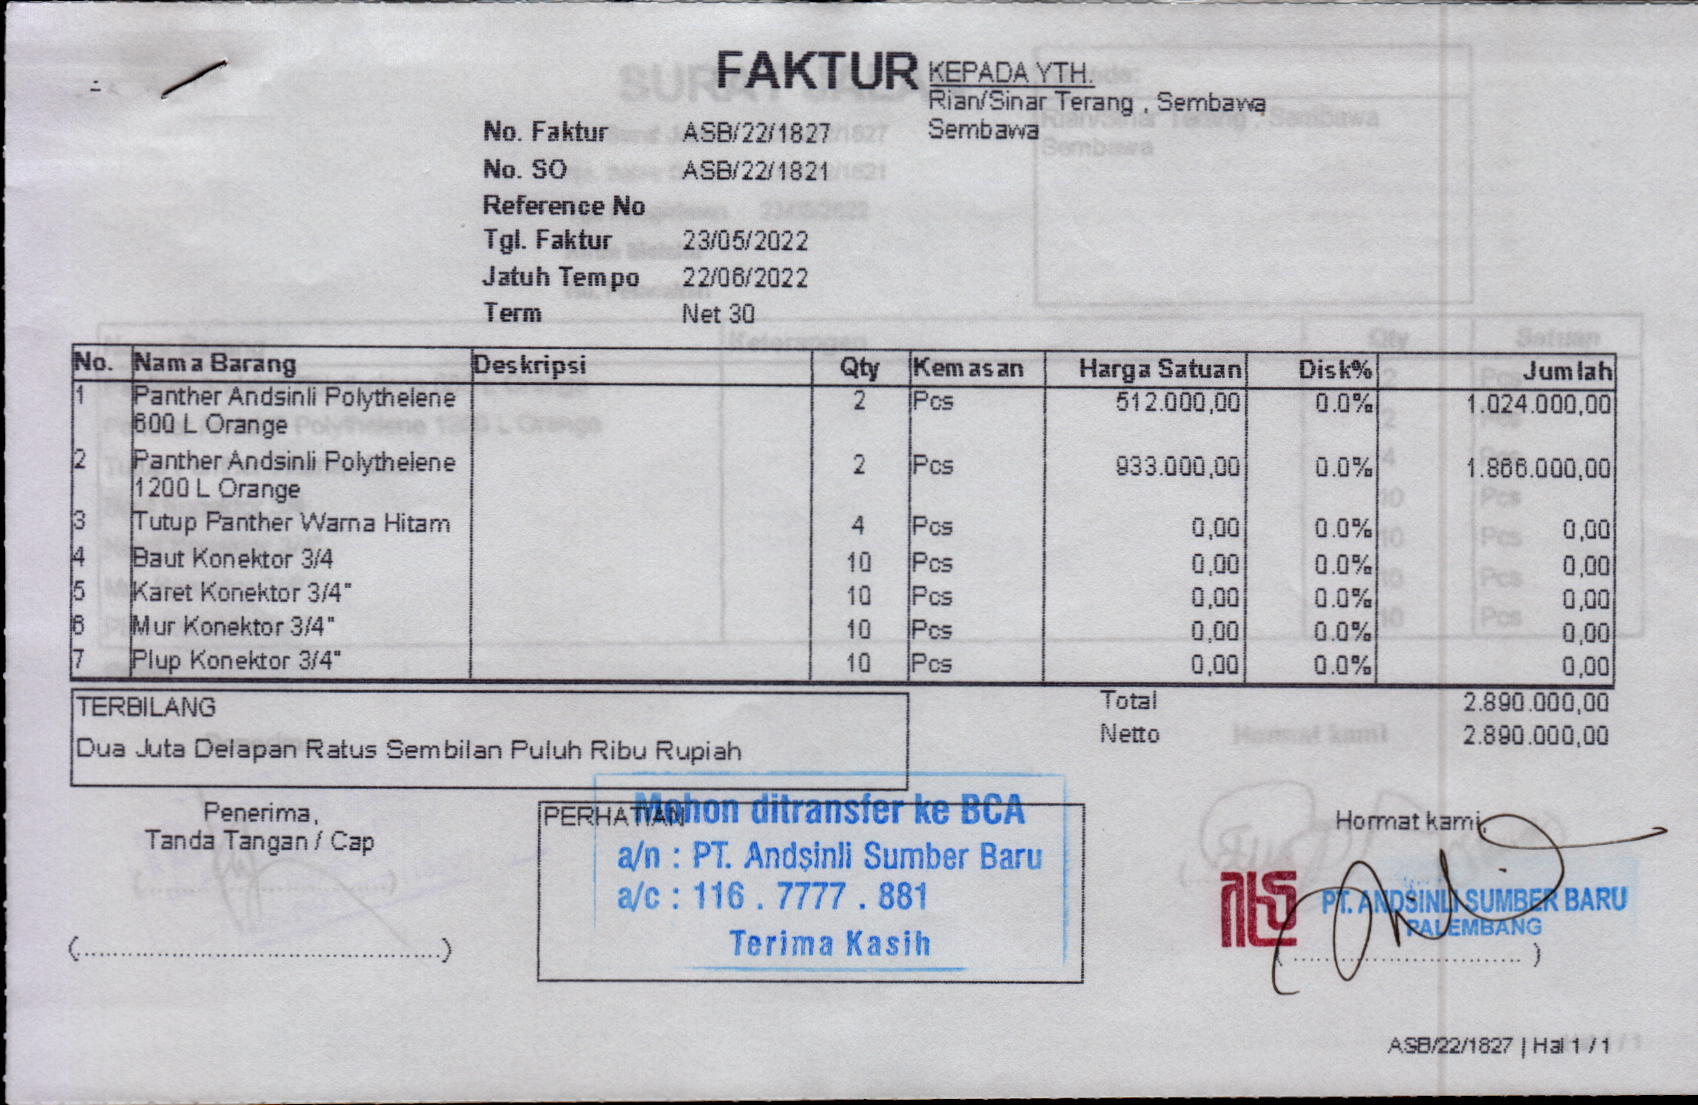 FAKTUR
KEPADA YTH.
Rian/Sinar Terang , Sembawa
Sembawa
No. Faktur ASB/22/1827
No. SO ASB/22/1821
Reference No
Tgl. Faktur 23/05/2022
Jatuh Tempo 22/06/2022
Term Net 30
No. Nama Barang Deskripsi Qty Kemasan Harga Satuan Disk% Jumlah
1 Panther Andsinli Polythelene 2 Pcs 512.000,00 0.0% 1.024.000,00
600 L Orange
2 Panther Andsinli Polythelene 2 Pcs 933.000,00 0.0% 1.866.000,00
1200 L Orange
3 Tutup Panther Warna Hitam 4 Pcs 0,00 0.0% 0,00
4 Baut Konektor 3/4 10 Pcs 0,00 0.0% 0,00
5 Karet Konektor 3/4" 10 Pcs 0,00 0.0% 0,00
6 Mur Konektor 3/4" 10 Pcs 0,00 0.0% 0,00
7 Plup Konektor 3/4" 10 Pcs 0,00 0.0% 0,00
TERBILANG
Dua Juta Delapan Ratus Sembilan Puluh Ribu Rupiah
Total 2.890.000,00
Netto 2.890.000,00
Penerima,
Tanda Tangan / Cap
(....................................................)
PERHATIAN
Mohon ditransfer ke BCA
a/n : PT. Andsinli Sumber Baru
a/c : 116 . 7777 . 881
Terima Kasih
Hormat kami,
PT. ANDSINLI SUMBER BARU
PALEMBANG
(.................................)
ASB/22/1827 | Hal 1 / 1